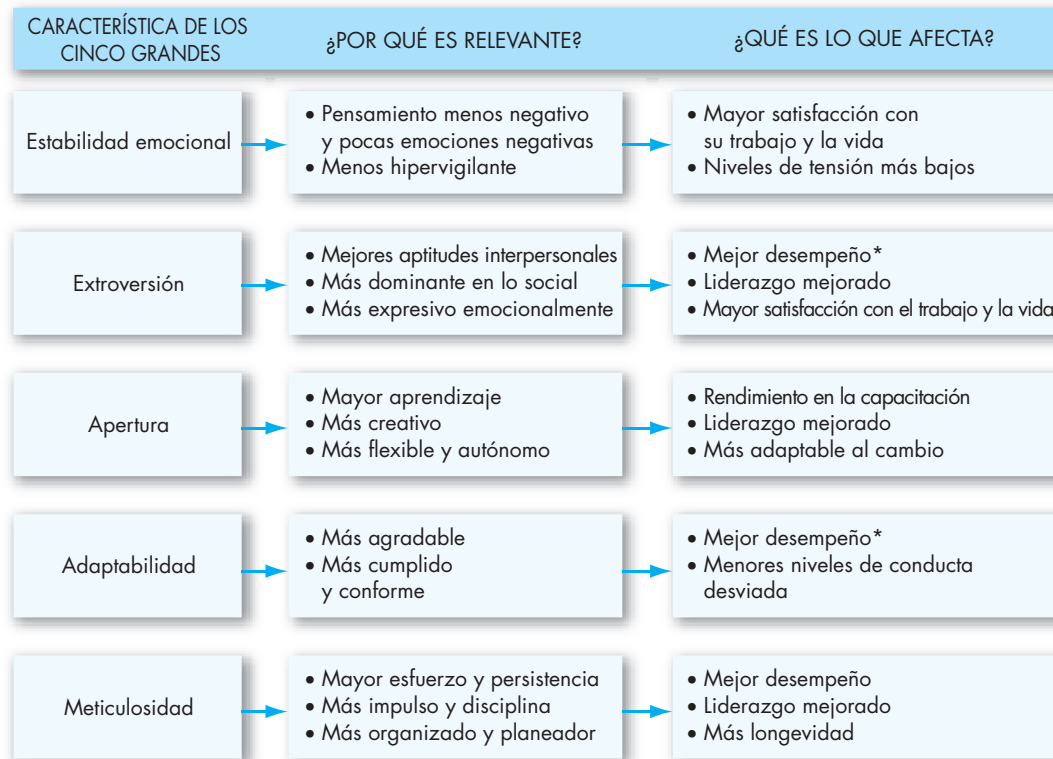 CARACTERÍSTICA DE LOS
CINCO GRANDES
¿POR QUÉ ES RELEVANTE?
¿QUÉ ES LO QUE AFECTA?
Estabilidad emocional
• Pensamiento menos negativo
y pocas emociones negativas
• Menos hipervigilante
• Mayor satisfacción con
su trabajo y la vida
• Niveles de tensión más bajos
Extroversión
• Mejores aptitudes interpersonales
• Más dominante en lo social
• Más expresivo emocionalmente
• Mejor desempeño*
• Liderazgo mejorado
• Mayor satisfacción con el trabajo y la vida
Apertura
• Mayor aprendizaje
• Más creativo
• Más flexible y autónomo
• Rendimiento en la capacitación
• Liderazgo mejorado
• Más adaptable al cambio
Adaptabilidad
• Más agradable
• Más cumplido
y conforme
• Mejor desempeño*
• Menores niveles de conducta
desviada
Meticulosidad
• Mayor esfuerzo y persistencia
• Más impulso y disciplina
• Más organizado y planeador
• Mejor desempeño
• Liderazgo mejorado
• Más longevidad